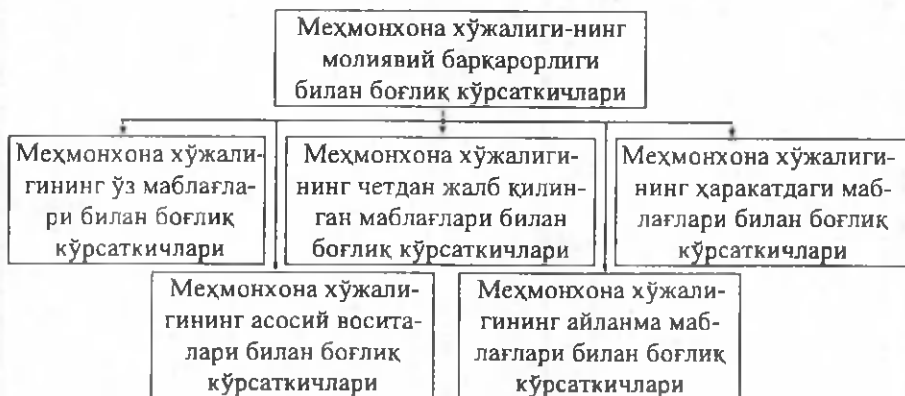 Меҳмонхона хўжалиги-нинг
молиявий барқарорлиги
билан боғлиқ кўрсаткичлари
Меҳмонхона хўжали-
гининг ўз маблағла-
ри билан боғлиқ
кўрсаткичлари
Меҳмонхона хўжалиги-
нинг четдан жалб қилин-
ган маблағлари билан
боғлиқ кўрсаткичлари
Меҳмонхона хўжалиги-
нинг ҳаракатдаги маб-
лағлари билан боғлиқ
кўрсаткичлари
Меҳмонхона хўжали-
гининг асосий восита-
лари билан боғлиқ
кўрсаткичлари
Меҳмонхона хўжали-
гининг айланма маб-
лағлари билан боғлиқ
кўрсаткичлари